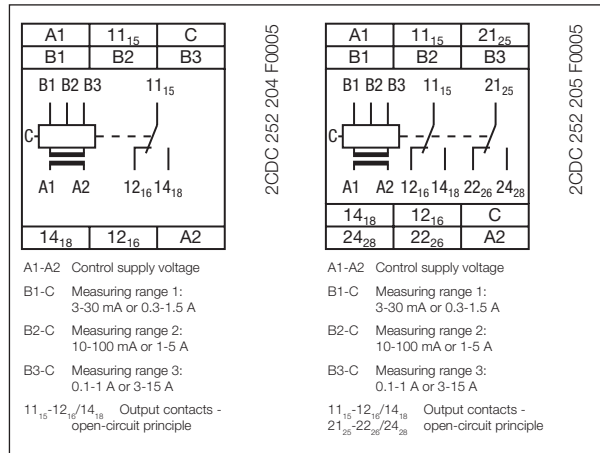 A1 11₁₅ C
B1 B2 B3
B1 B2 B3 11₁₅
C
A1 A2 12₁₆ 14₁₈
14₁₈ 12₁₆ A2
2CDC 252 204 F0005
A1-A2 Control supply voltage
B1-C Measuring range 1:
3-30 mA or 0.3-1.5 A
B2-C Measuring range 2:
10-100 mA or 1-5 A
B3-C Measuring range 3:
0.1-1 A or 3-15 A
11₁₅-12₁₆/14₁₈ Output contacts -
open-circuit principle
A1 11₁₅ 21₂₅
B1 B2 B3
B1 B2 B3 11₁₅ 21₂₅
C
A1 A2 12₁₆ 14₁₈ 22₂₆ 24₂₈
14₁₈ 12₁₆ C
24₂₈ 22₂₆ A2
2CDC 252 205 F0005
A1-A2 Control supply voltage
B1-C Measuring range 1:
3-30 mA or 0.3-1.5 A
B2-C Measuring range 2:
10-100 mA or 1-5 A
B3-C Measuring range 3:
0.1-1 A or 3-15 A
11₁₅-12₁₆/14₁₈ Output contacts -
21₂₅-22₂₆/24₂₈ open-circuit principle